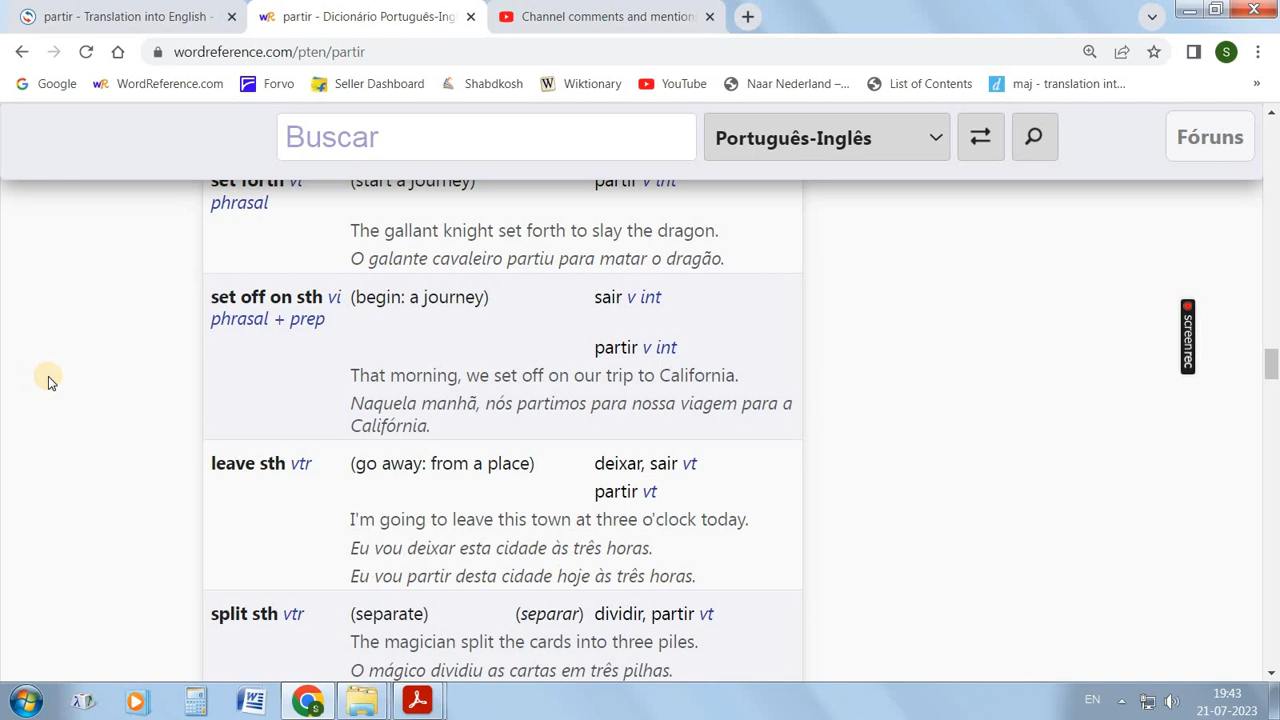 partir - Translation into English -
partir - Dicionário Português-Ing
Change comments and mention
wordreference.com/pten/partir
S
Google
WordReference.com
Forvo
Seller Dashboard
Shabdkosh
Wiktionary
YouTube
Naar Nederland –...
List of Contents
maj - translation int...
»
Buscar
Português-Inglês
Fóruns
set forth vi (start a journey) partir v int
phrasal
The gallant knight set forth to slay the dragon.
O galante cavaleiro partiu para matar o dragão.
set off on sth vi (begin: a journey) sair v int
phrasal + prep
partir v int
That morning, we set off on our trip to California.
Naquela manhã, nós partimos para nossa viagem para a
Califórnia.
leave sth vtr (go away: from a place) deixar, sair vt
partir vt
I'm going to leave this town at three o'clock today.
Eu vou deixar esta cidade às três horas.
Eu vou partir desta cidade hoje às três horas.
split sth vtr (separate) (separar) dividir, partir vt
The magician split the cards into three piles.
O mágico dividiu as cartas em três pilhas.
screenrec
EN
19:43
21-07-2023